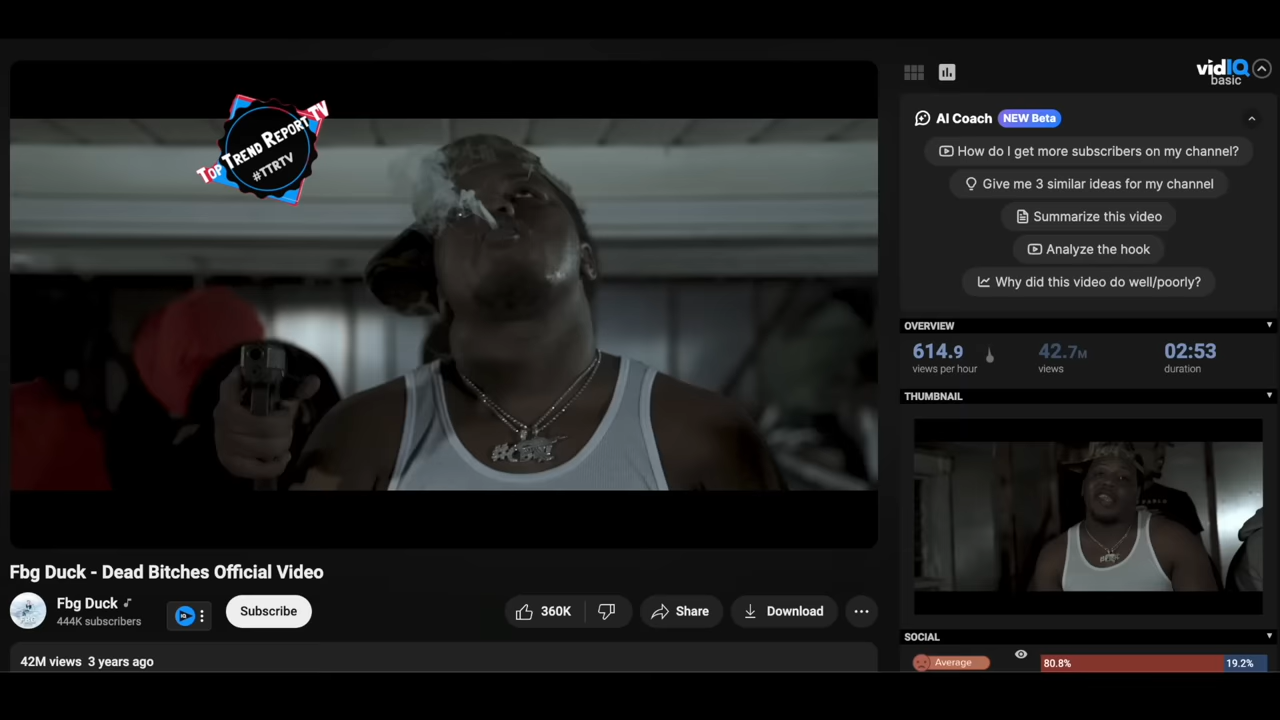 TOP TREND REPORT TV
#TTRTV
Fbg Duck - Dead Bitches Official Video
Fbg Duck
444K subscribers
Subscribe
360K
Share
Download
42M views 3 years ago
vidIQ
basic
AI Coach NEW Beta
How do I get more subscribers on my channel?
Give me 3 similar ideas for my channel
Summarize this video
Analyze the hook
Why did this video do well/poorly?
OVERVIEW
614.9
views per hour
42.7M
views
02:53
duration
THUMBNAIL
SOCIAL
Average
80.8%
19.2%